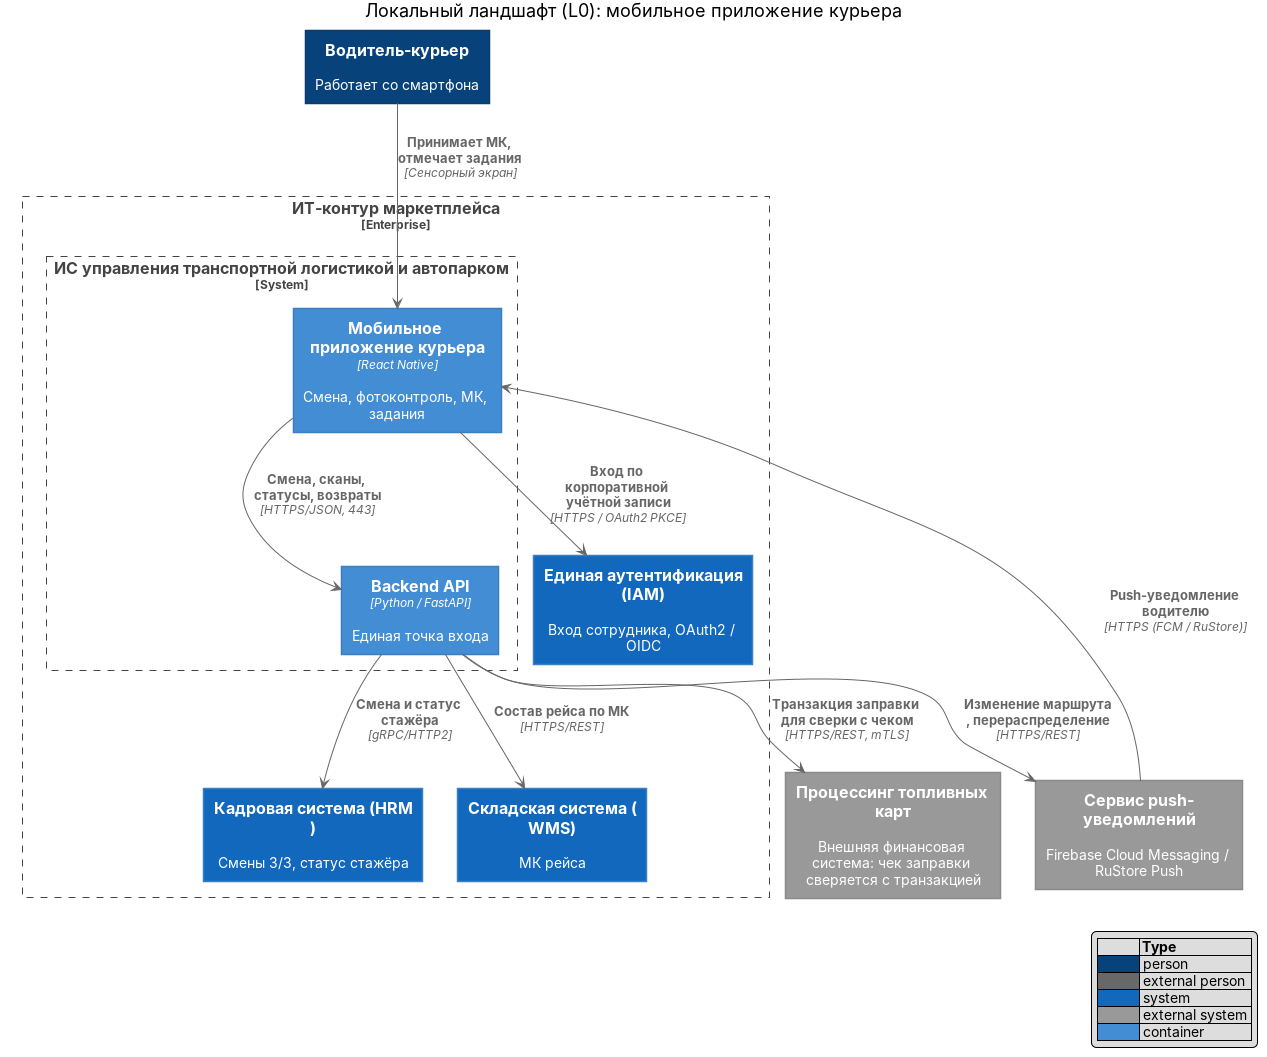 Локальный ландшафт (L0): мобильное приложение курьера
Водитель-курьер
Работает со смартфона
Принимает МК,
отмечает задания
[Сенсорный экран]
ИТ-контур маркетплейса
[Enterprise]
ИС управления транспортной логистикой и автопарком
[System]
Мобильное
приложение курьера
[React Native]
Смена, фотоконтроль, МК,
задания
Смена, сканы,
статусы, возвраты
[HTTPS/JSON, 443]
Вход по
корпоративной
учётной записи
[HTTPS / OAuth2 PKCE]
Backend API
[Python / FastAPI]
Единая точка входа
Единая аутентификация
(IAM)
Вход сотрудника, OAuth2 /
OIDC
Push-уведомление
водителю
[HTTPS (FCM / RuStore)]
Смена и статус
стажёра
[gRPC/HTTP2]
Состав рейса по МК
[HTTPS/REST]
Транзакция заправки
для сверки с чеком
[HTTPS/REST, mTLS]
Изменение маршрута
, перераспределение
[HTTPS/REST]
Кадровая система (HRM
)
Смены 3/3, статус стажёра
Складская система (
WMS)
МК рейса
Процессинг топливных
карт
Внешняя финансовая
система: чек заправки
сверяется с транзакцией
Сервис push-
уведомлений
Firebase Cloud Messaging /
RuStore Push
Type
person
external person
system
external system
container